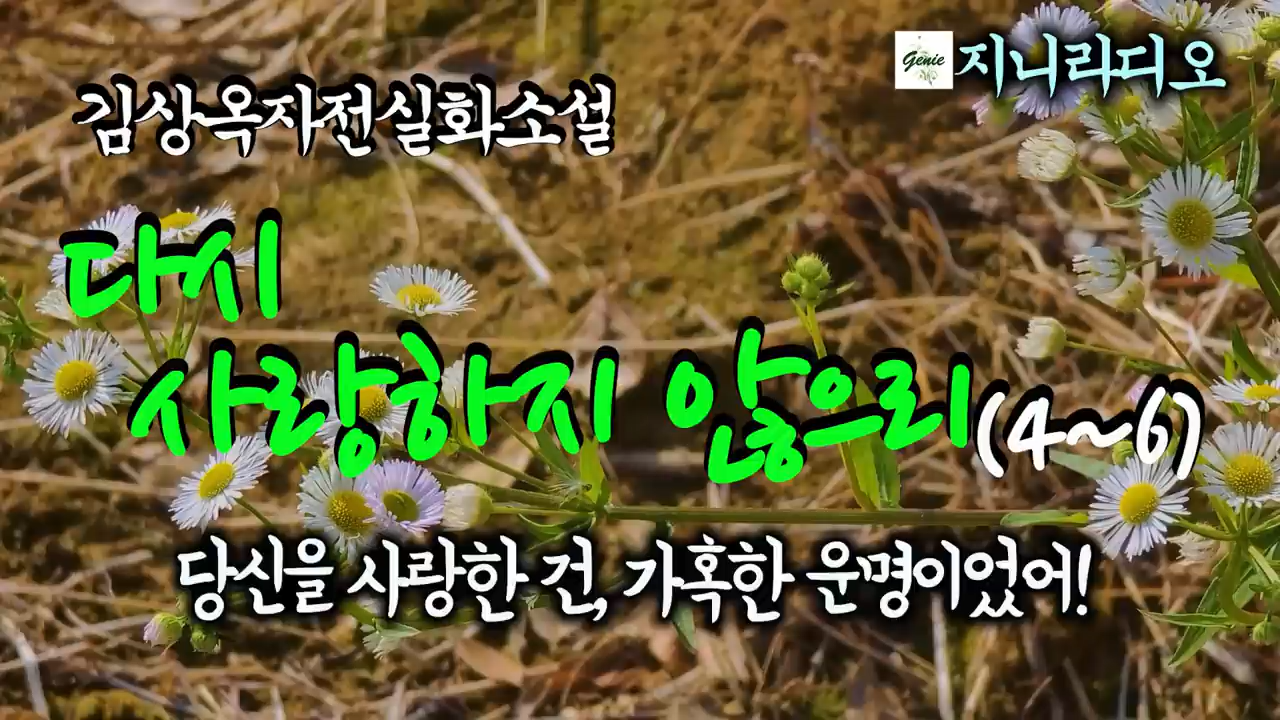 Genie 지니라디오
김상옥자전실화소설
다시
사랑하지 않으리(4~6)
당신을 사랑한 건, 가혹한 운명이었어!